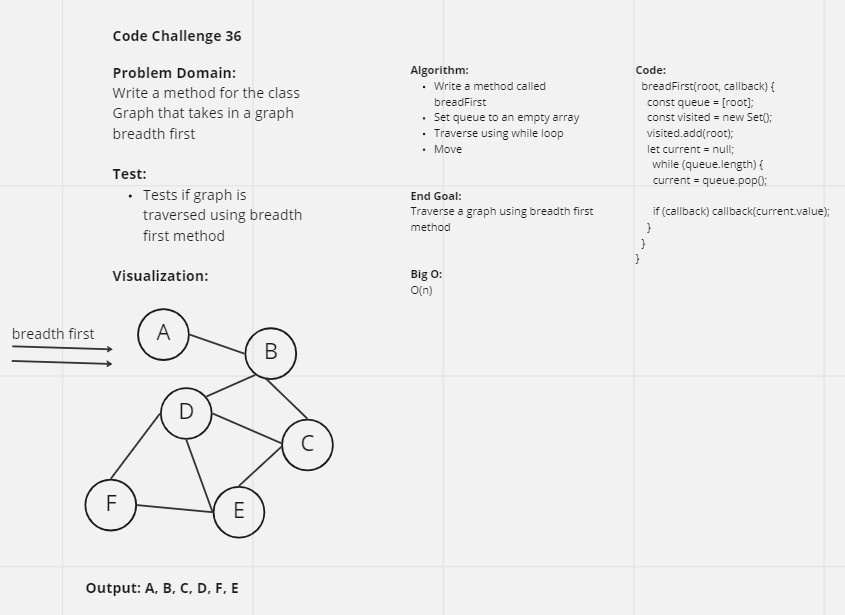 Code Challenge 36
Problem Domain:
Write a method for the class
Graph that takes in a graph
breadth first
Test:
• Tests if graph is
traversed using breadth
first method
Visualization:
breadth first
A
B
D
C
F
E
Output: A, B, C, D, F, E
Algorithm:
• Write a method called
breadFirst
• Set queue to an empty array
• Traverse using while loop
• Move
End Goal:
Traverse a graph using breadth first
method
Big O:
O(n)
Code:
breadFirst(root, callback) {
const queue = [root];
const visited = new Set();
visited.add(root);
let current = null;
while (queue.length) {
current = queue.pop();
if (callback) callback(current.value);
}
}
}